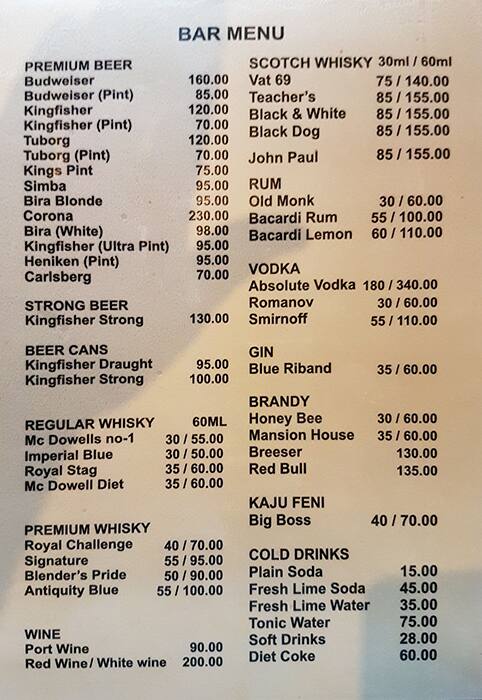 BAR MENU
PREMIUM BEER
Budweiser 160.00
Budweiser (Pint) 85.00
Kingfisher 120.00
Kingfisher (Pint) 70.00
Tuborg 120.00
Tuborg (Pint) 70.00
Kings Pint 75.00
Simba 95.00
Bira Blonde 95.00
Corona 230.00
Bira (White) 98.00
Kingfisher (Ultra Pint) 95.00
Heniken (Pint) 95.00
Carlsberg 70.00
STRONG BEER
Kingfisher Strong 130.00
BEER CANS
Kingfisher Draught 95.00
Kingfisher Strong 100.00
REGULAR WHISKY 60ML
Mc Dowells no-1 30 / 55.00
Imperial Blue 30 / 50.00
Royal Stag 35 / 60.00
Mc Dowell Diet 35 / 60.00
PREMIUM WHISKY
Royal Challenge 40 / 70.00
Signature 55 / 95.00
Blender's Pride 50 / 90.00
Antiquity Blue 55 / 100.00
WINE
Port Wine 90.00
Red Wine / White wine 200.00
SCOTCH WHISKY 30ml / 60ml
Vat 69 75 / 140.00
Teacher's 85 / 155.00
Black & White 85 / 155.00
Black Dog 85 / 155.00
John Paul 85 / 155.00
RUM
Old Monk 30 / 60.00
Bacardi Rum 55 / 100.00
Bacardi Lemon 60 / 110.00
VODKA
Absolute Vodka 180 / 340.00
Romanov 30 / 60.00
Smirnoff 55 / 110.00
GIN
Blue Riband 35 / 60.00
BRANDY
Honey Bee 30 / 60.00
Mansion House 35 / 60.00
Breeser 130.00
Red Bull 135.00
KAJU FENI
Big Boss 40 / 70.00
COLD DRINKS
Plain Soda 15.00
Fresh Lime Soda 45.00
Fresh Lime Water 35.00
Tonic Water 75.00
Soft Drinks 28.00
Diet Coke 60.00